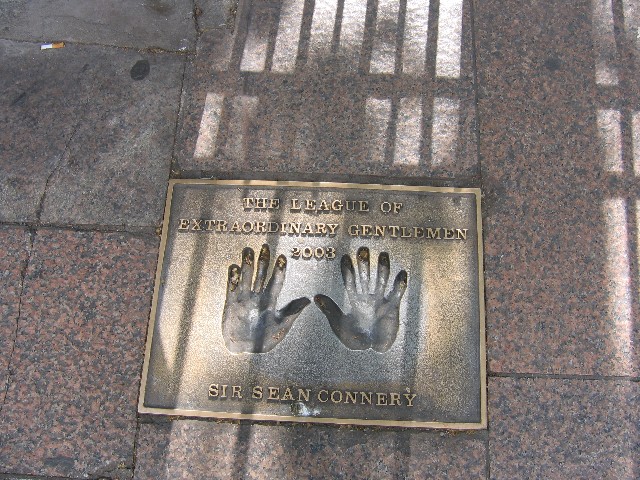 THE LEAGUE OF
EXTRAORDINARY GENTLEMEN
2003
SIR SEAN CONNERY